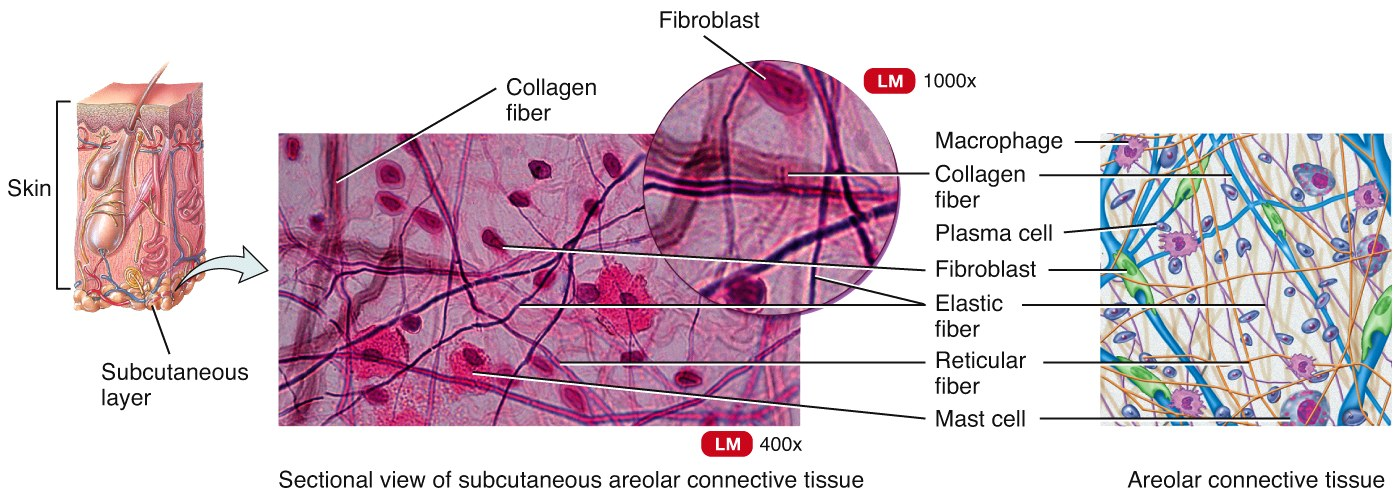 Fibroblast
LM 1000x
Collagen
fiber
Skin
Macrophage
Collagen
fiber
Plasma cell
Fibroblast
Elastic
fiber
Reticular
fiber
Mast cell
Subcutaneous
layer
LM 400x
Sectional view of subcutaneous areolar connective tissue
Areolar connective tissue